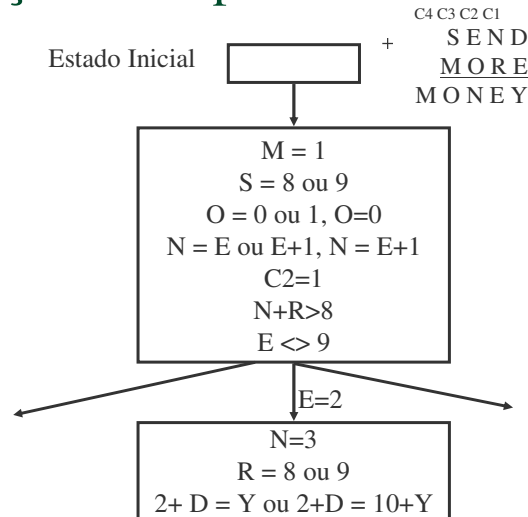 C4 C3 C2 C1
+ S E N D
Estado Inicial
M O R E
M O N E Y
M = 1
S = 8 ou 9
O = 0 ou 1, O=0
N = E ou E+1, N = E+1
C2=1
N+R>8
E <> 9
E=2
N=3
R = 8 ou 9
2+ D = Y ou 2+D = 10+Y